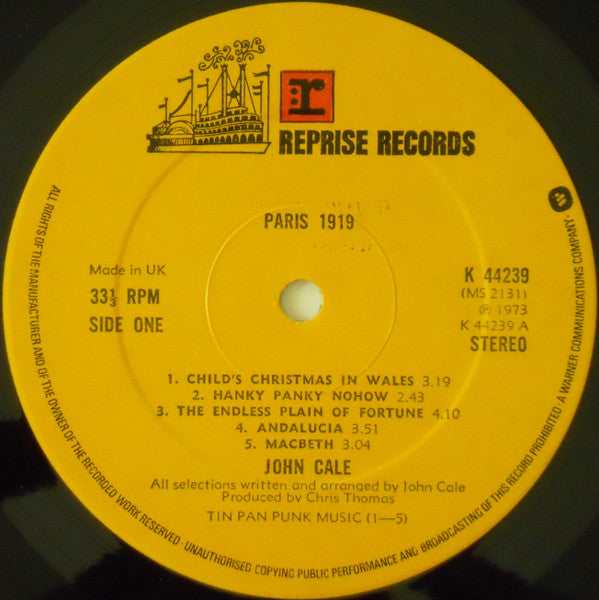 r:
REPRISE RECORDS
PARIS 1919
Made in UK
33⅓ RPM
SIDE ONE
K 44239
(MS 2131)
℗ 1973
K 44239 A
STEREO
1. CHILD'S CHRISTMAS IN WALES 3.19
2. HANKY PANKY NOHOW 2.43
3. THE ENDLESS PLAIN OF FORTUNE 4.10
4. ANDALUCIA 3.51
5. MACBETH 3.04
JOHN CALE
All selections written and arranged by John Cale
Produced by Chris Thomas
TIN PAN PUNK MUSIC (1—5)
ALL RIGHTS OF THE MANUFACTURER AND OF THE OWNER OF THE RECORDED WORK RESERVED · UNAUTHORISED COPYING PUBLIC PERFORMANCE AND BROADCASTING OF THIS RECORD PROHIBITED · A WARNER COMMUNICATIONS COMPANY ·